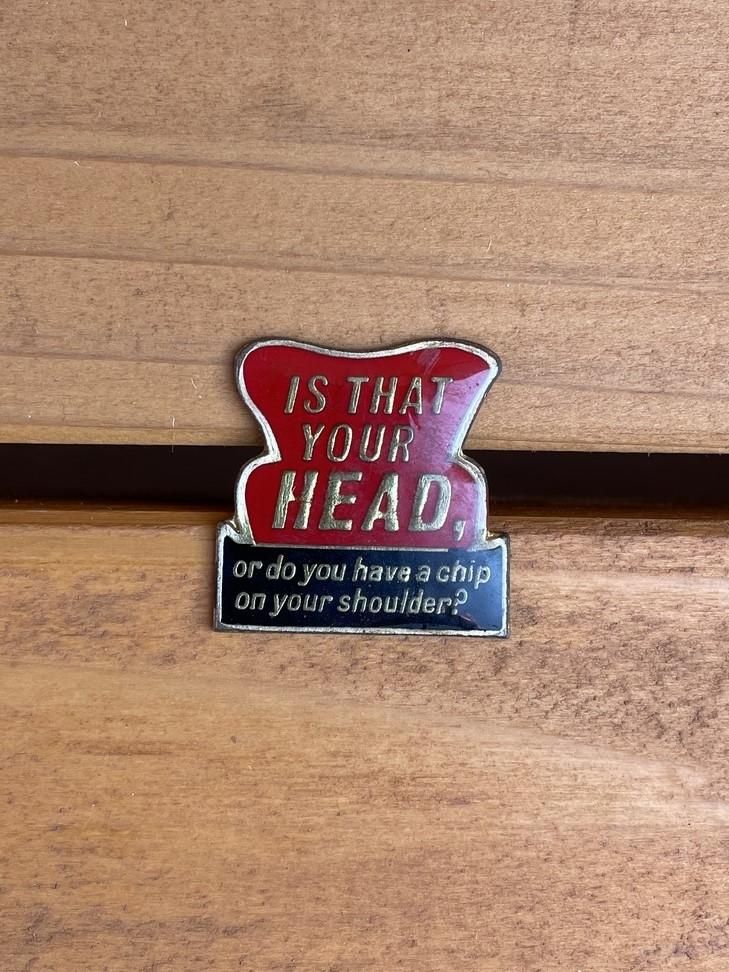 IS THAT
YOUR
HEAD,
or do you have a chip
on your shoulder?